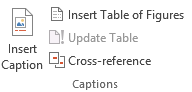 Insert Caption
Insert Table of Figures
Update Table
Cross-reference
Captions